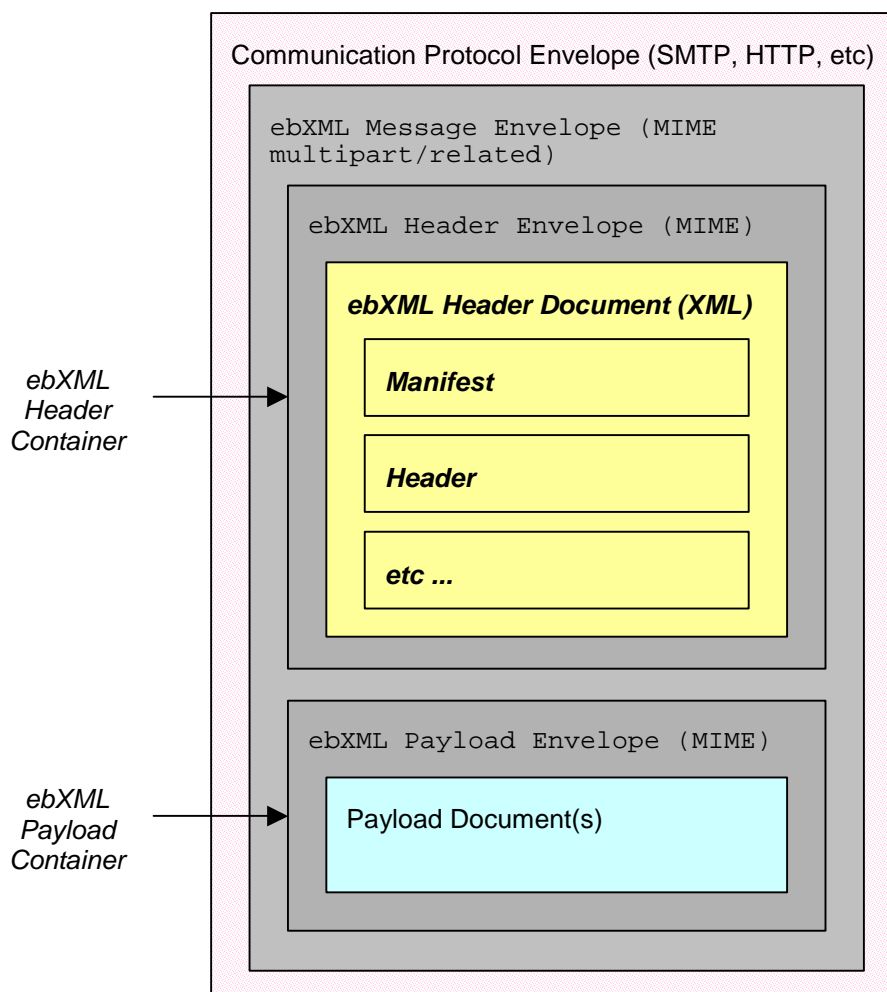 Communication Protocol Envelope (SMTP, HTTP, etc)
ebXML Message Envelope (MIME
multipart/related)
ebXML Header Envelope (MIME)
ebXML Header Document (XML)
Manifest
Header
etc ...
ebXML
Header
Container
ebXML Payload Envelope (MIME)
Payload Document(s)
ebXML
Payload
Container